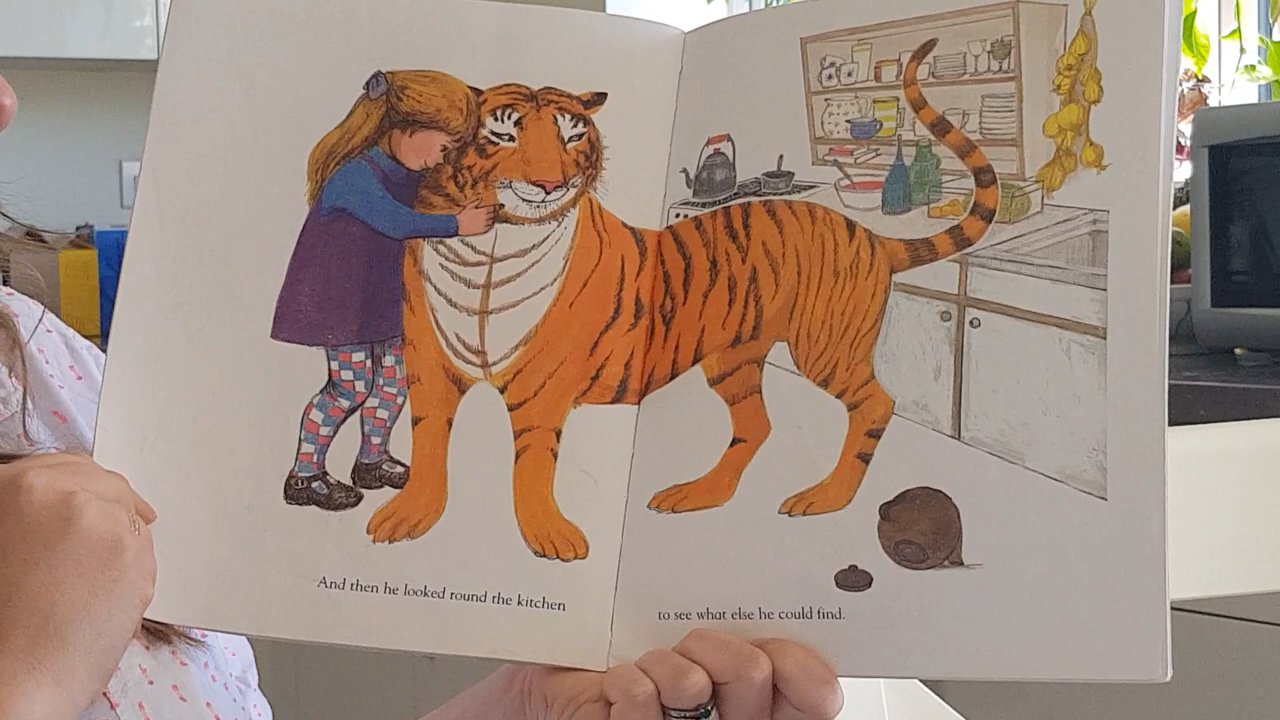 And then he looked round the kitchen
to see what else he could find.